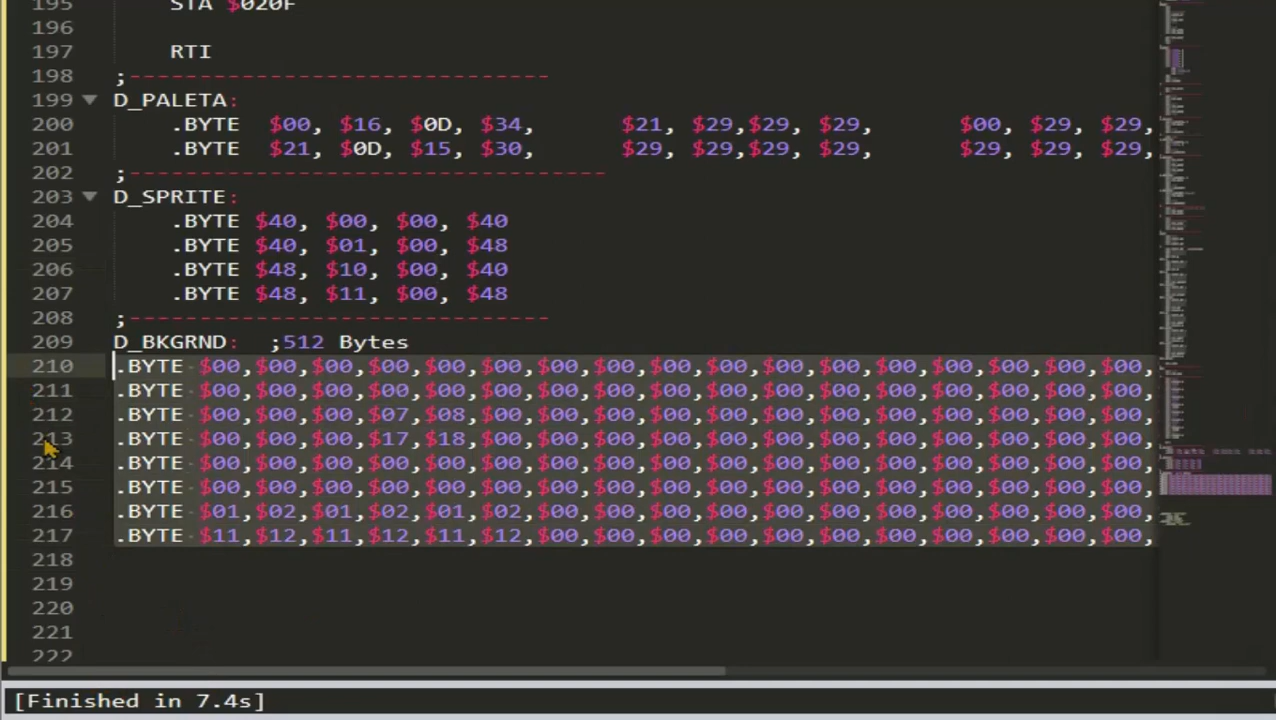 195 STA $020F
196
197 RTI
198 ;------------------------------
199 D_PALETA:
200 .BYTE $00, $16, $0D, $34, $21, $29,$29, $29, $00, $29, $29,
201 .BYTE $21, $0D, $15, $30, $29, $29,$29, $29, $29, $29, $29,
202 ;----------------------------------
203 D_SPRITE:
204 .BYTE $40, $00, $00, $40
205 .BYTE $40, $01, $00, $48
206 .BYTE $48, $10, $00, $40
207 .BYTE $48, $11, $00, $48
208 ;------------------------------
209 D_BKGRND: ;512 Bytes
210 .BYTE $00,$00,$00,$00,$00,$00,$00,$00,$00,$00,$00,$00,$00,$00,$00,$00,$00,
211 .BYTE $00,$00,$00,$00,$00,$00,$00,$00,$00,$00,$00,$00,$00,$00,$00,$00,$00,
212 .BYTE $00,$00,$00,$07,$08,$00,$00,$00,$00,$00,$00,$00,$00,$00,$00,$00,$00,
213 .BYTE $00,$00,$00,$17,$18,$00,$00,$00,$00,$00,$00,$00,$00,$00,$00,$00,$00,
214 .BYTE $00,$00,$00,$00,$00,$00,$00,$00,$00,$00,$00,$00,$00,$00,$00,$00,$00,
215 .BYTE $00,$00,$00,$00,$00,$00,$00,$00,$00,$00,$00,$00,$00,$00,$00,$00,$00,
216 .BYTE $01,$02,$01,$02,$01,$02,$00,$00,$00,$00,$00,$00,$00,$00,$00,$00,$00,
217 .BYTE $11,$12,$11,$12,$11,$12,$00,$00,$00,$00,$00,$00,$00,$00,$00,$00,$00,
218
219
220
221
222
[Finished in 7.4s]